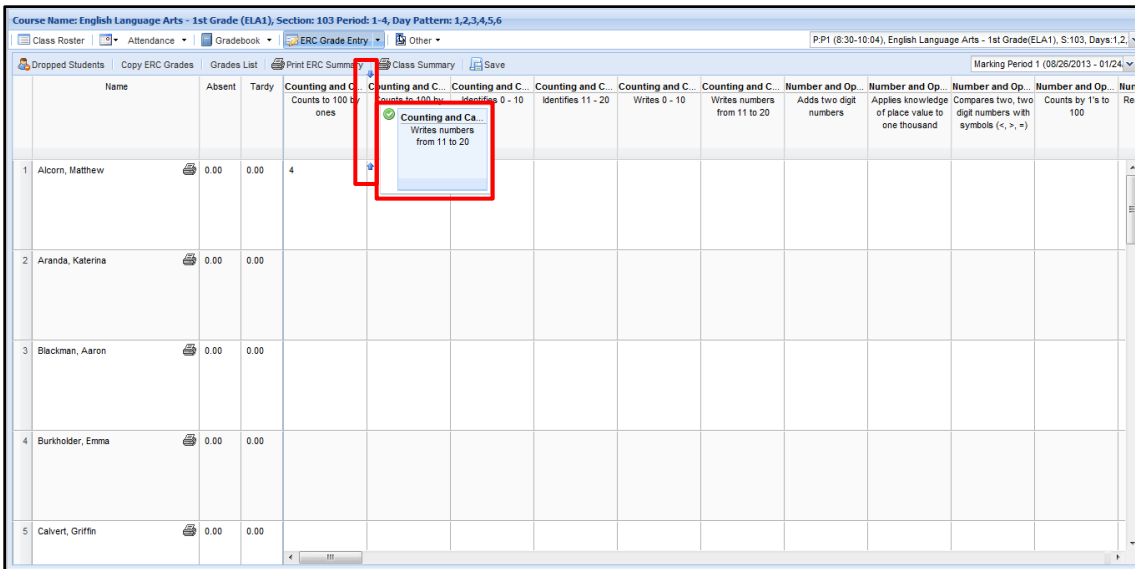 Course Name: English Language Arts - 1st Grade (ELA1), Section: 103 Period: 1-4, Day Pattern: 1,2,3,4,5,6
Class Roster Attendance Gradebook ERC Grade Entry Other P:P1 (8:30-10:04), English Language Arts - 1st Grade(ELA1), S:103, Days:1,2,
Dropped Students Copy ERC Grades Grades List Print ERC Summary Class Summary Save Marking Period 1 (08/26/2013 - 01/24
Name Absent Tardy Counting and C... Counting and C... Counting and C... Counting and C... Counting and C... Counting and C... Number and Op... Number and Op... Number and Op... Number and Op... Num
Counts to 100 by Counts to 100 by Identifies 0 - 10 Identifies 11 - 20 Writes 0 - 10 Writes numbers Adds two digit Applies knowledge Compares two, two Counts by 1's to Re
ones from 11 to 20 numbers of place value to digit numbers with 100
one thousand symbols (<, >, =)
Counting and Ca...
Writes numbers
from 11 to 20
1 Alcorn, Matthew 0.00 0.00 4
2 Aranda, Katerina 0.00 0.00
3 Blackman, Aaron 0.00 0.00
4 Burkholder, Emma 0.00 0.00
5 Calvert, Griffin 0.00 0.00